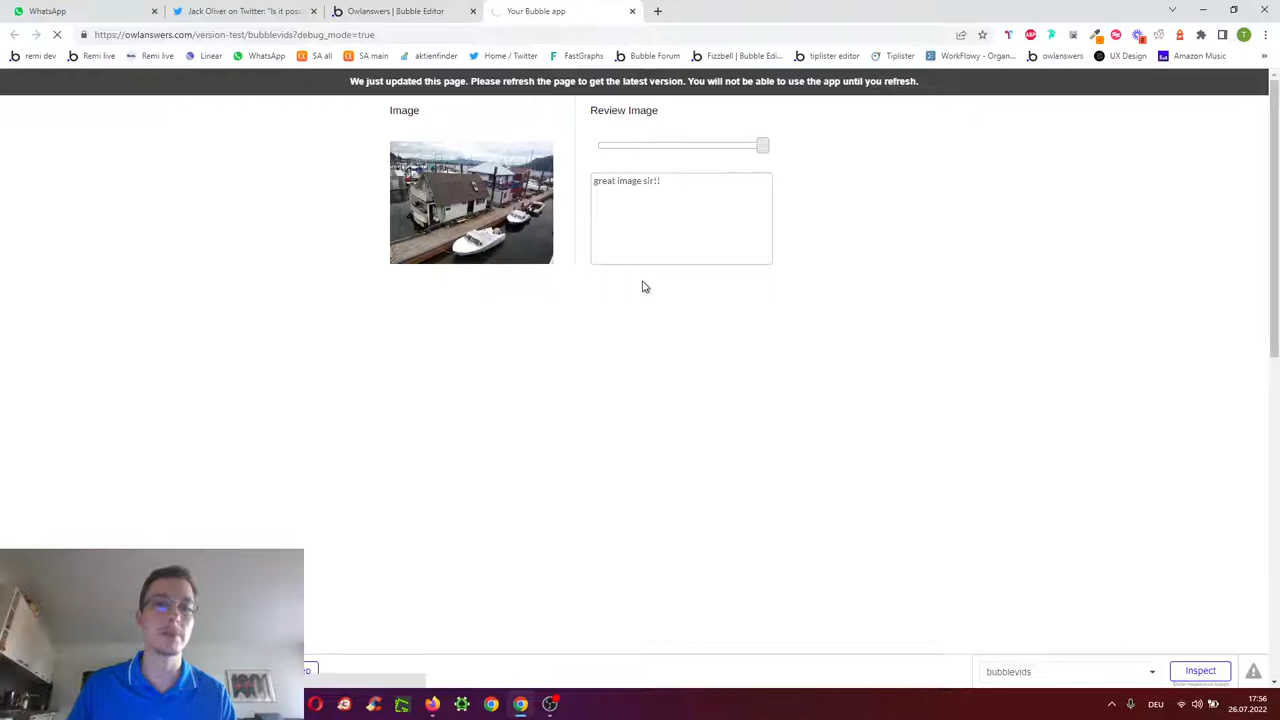 WhatsApp
Jack Oliver on Twitter: "Is it poss
Owlanswers | Bubble Editor
Your Bubble app
https://owlanswers.com/version-test/bubblevids?debug_mode=true
remi dev
Remi live
Remi live
Linear
WhatsApp
SA all
SA main
aktienfinder
Home / Twitter
FastGraphs
Bubble Forum
Fizzbell | Bubble Edi...
tiplister editor
Tiplister
WorkFlowy - Organ...
owlanswers
UX Design
Amazon Music
We just updated this page. Please refresh the page to get the latest version. You will not be able to use the app until you refresh.
Image
Review Image
great image sir!!
bubblevids
Inspect
DEU
17:56
26.07.2022